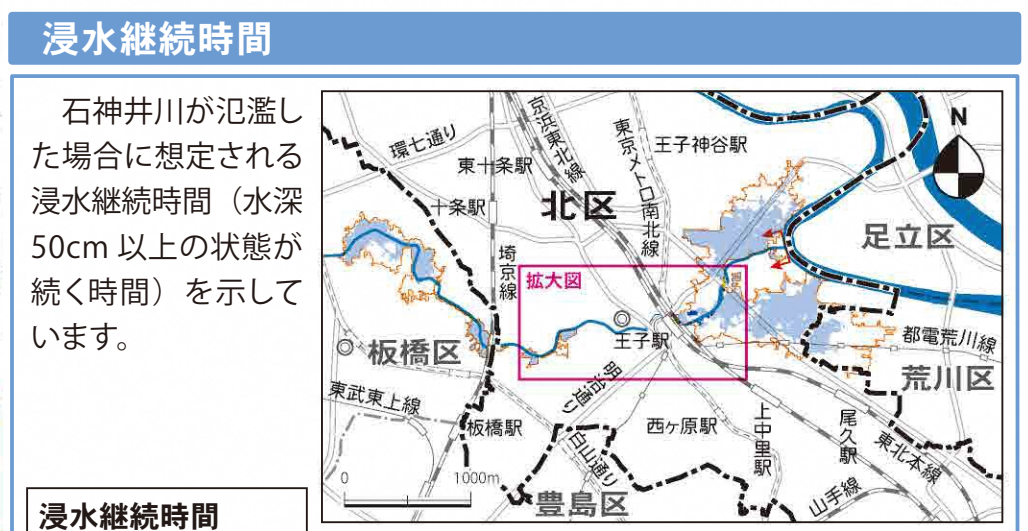 浸水継続時間
石神井川が氾濫し
た場合に想定される
浸水継続時間（水深
50cm 以上の状態が
続く時間）を示して
います。
浸水継続時間
環七通り
東十条駅
京浜東北線
東京メトロ南北線
王子神谷駅
N
十条駅
北区
足立区
埼京線
拡大図
王子駅
板橋区
都電荒川線
荒川区
東武東上線
明治通り
板橋駅
白山通り
西ヶ原駅
上中里駅
尾久駅
東北本線
山手線
豊島区
0
1000m